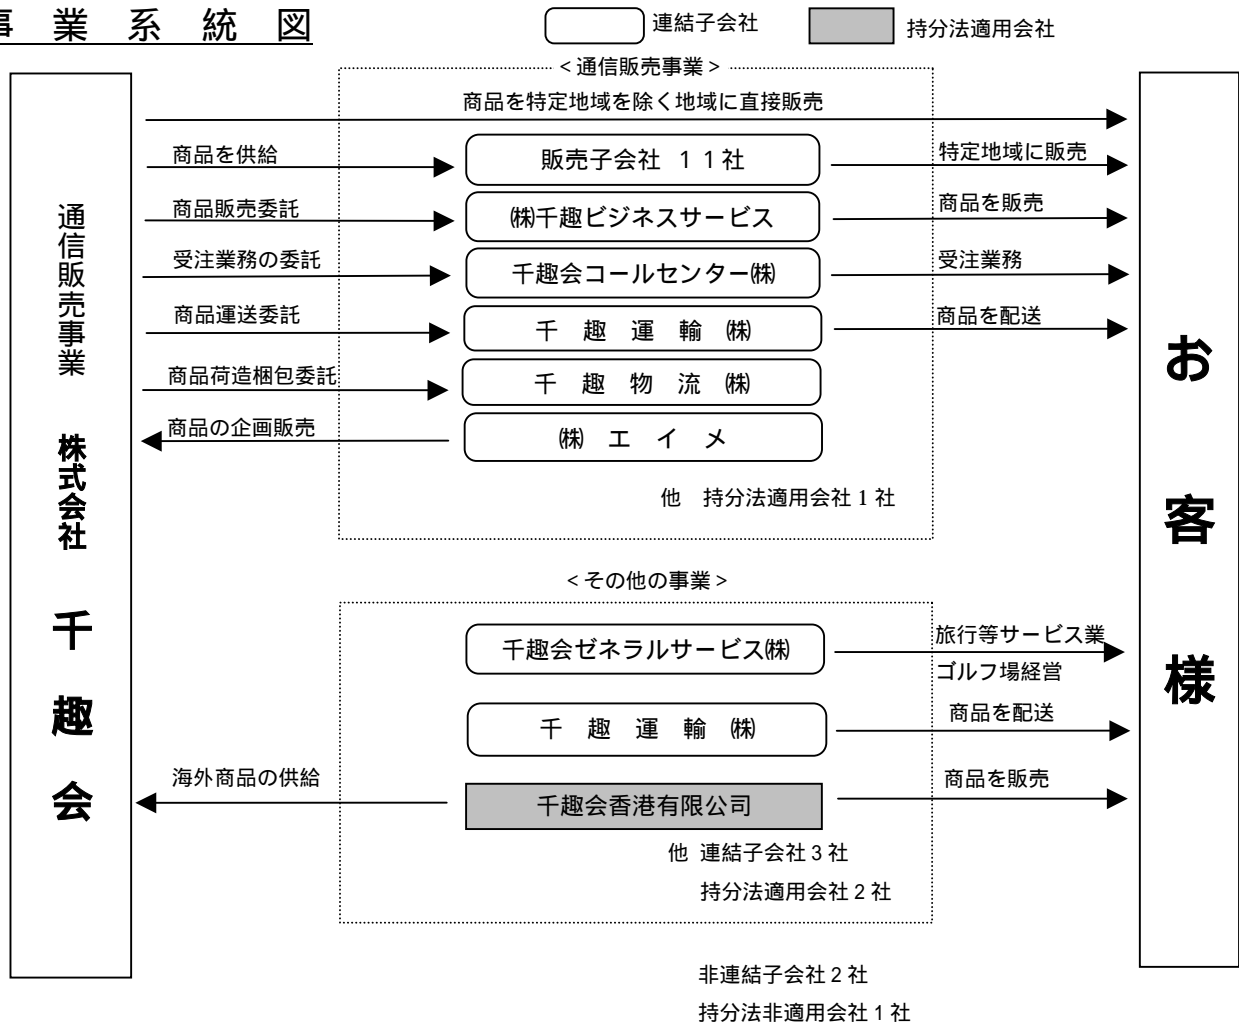 事業系統図
連結子会社
持分法適用会社
<通信販売事業>
商品を特定地域を除く地域に直接販売
商品を供給
販売子会社 11社
特定地域に販売
商品販売委託
㈱千趣ビジネスサービス
商品を販売
受注業務の委託
千趣会コールセンター㈱
受注業務
商品運送委託
千趣運輸㈱
商品を配送
商品荷造梱包委託
千趣物流㈱
商品の企画販売
㈱エイメ
他 持分法適用会社1社
通信販売事業 株式会社 千趣会
お客様
<その他の事業>
千趣会ゼネラルサービス㈱
旅行等サービス業
ゴルフ場経営
千趣運輸㈱
商品を配送
海外商品の供給
千趣会香港有限公司
商品を販売
他 連結子会社3社
持分法適用会社2社
非連結子会社2社
持分法非適用会社1社